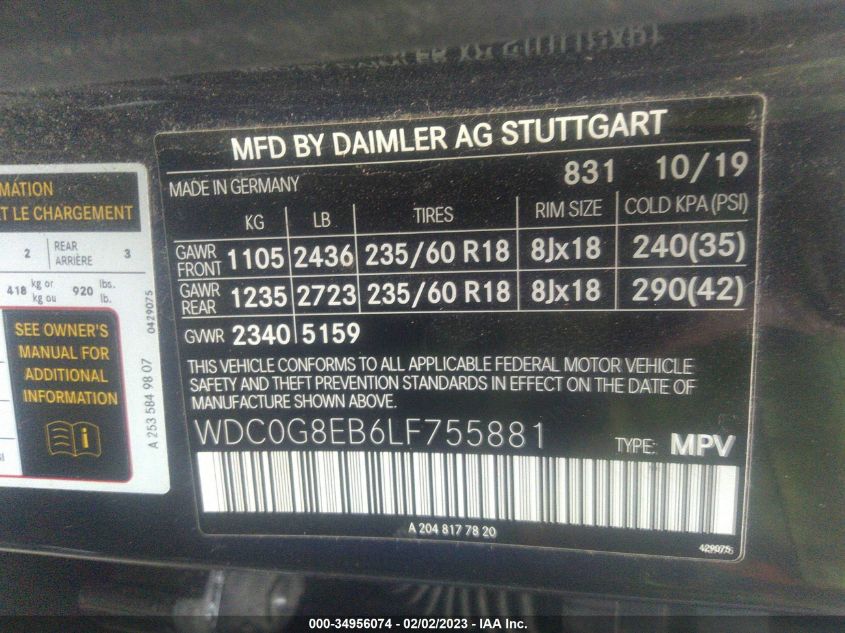 MFD BY DAIMLER AG STUTTGART
MADE IN GERMANY 831 10/19
KG LB TIRES RIM SIZE COLD KPA (PSI)
GAWR FRONT 1105 2436 235/60 R18 8Jx18 240(35)
GAWR REAR 1235 2723 235/60 R18 8Jx18 290(42)
GVWR 2340 5159
THIS VEHICLE CONFORMS TO ALL APPLICABLE FEDERAL MOTOR VEHICLE
SAFETY AND THEFT PREVENTION STANDARDS IN EFFECT ON THE DATE OF
MANUFACTURE SHOWN ABOVE.
WDC0G8EB6LF755881 TYPE: MPV
A 204 817 78 20
ET LE CHARGEMENT
2 REAR ARRIÈRE 3
418 kg or kg ou 920 lbs. lb.
SEE OWNER'S
MANUAL FOR
ADDITIONAL
INFORMATION
A 253 584 98 07 0429075
000-34956074 - 02/02/2023 - IAA Inc.